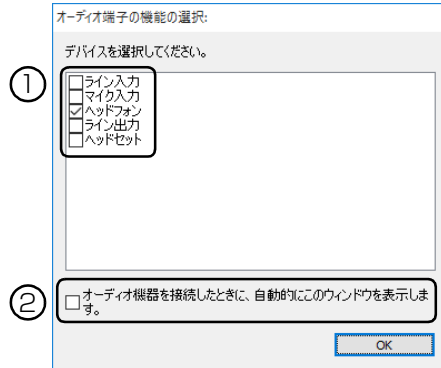 オーディオ端子の機能の選択:
デバイスを選択してください。
①
ライン入力
マイク入力
ヘッドフォン
ライン出力
ヘッドセット
②
オーディオ機器を接続したときに、自動的にこのウィンドウを表示しま
す。
OK